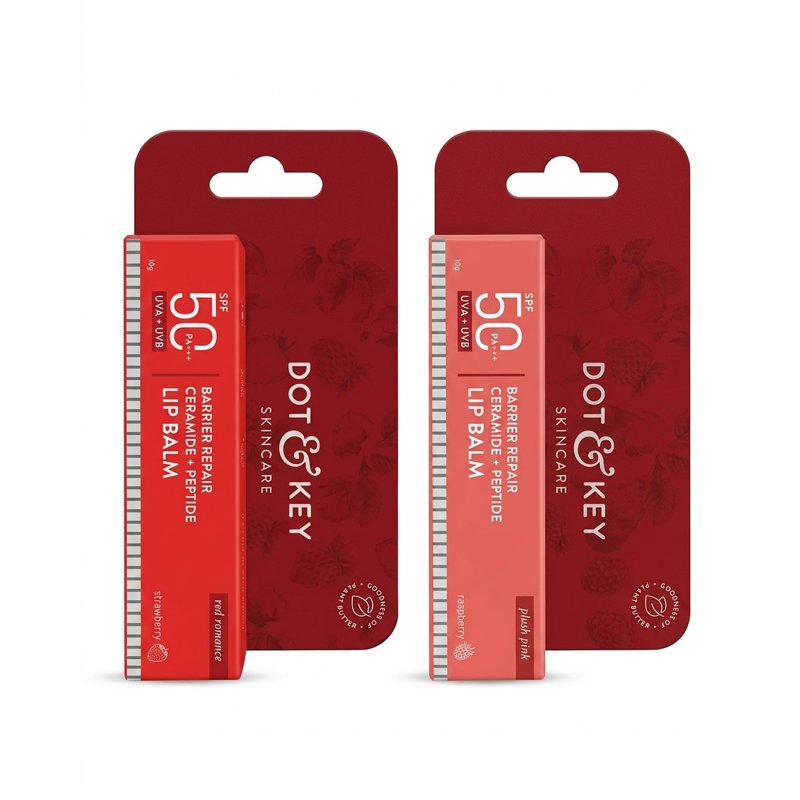 10g
SPF
50
PA+++
UVA + UVB
BARRIER REPAIR
CERAMIDE + PEPTIDE
LIP BALM
strawberry
red romance
DOT & KEY
SKINCARE
GOODNESS OF PLANT BUTTER
10g
SPF
50
PA+++
UVA + UVB
BARRIER REPAIR
CERAMIDE + PEPTIDE
LIP BALM
raspberry
plush pink
DOT & KEY
SKINCARE
GOODNESS OF PLANT BUTTER